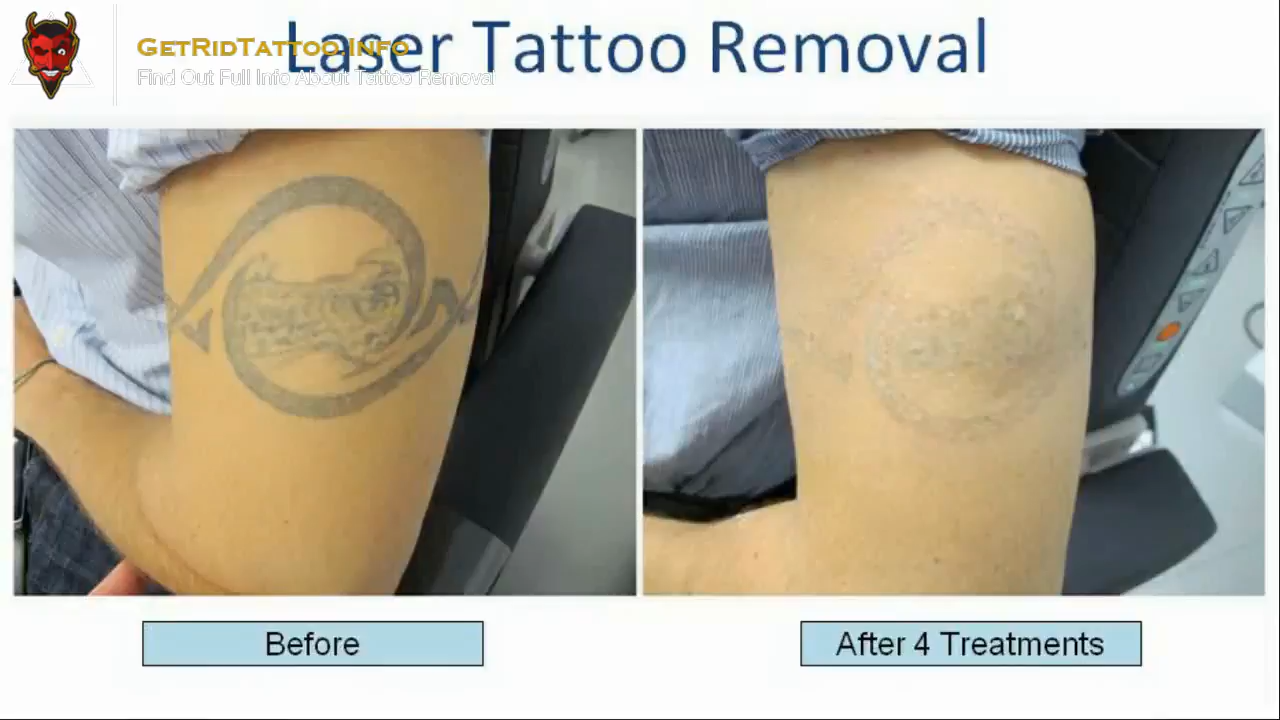 GetRidTattoo.Info
Laser Tattoo Removal
Find Out Full Info About Tattoo Removal
Before
After 4 Treatments